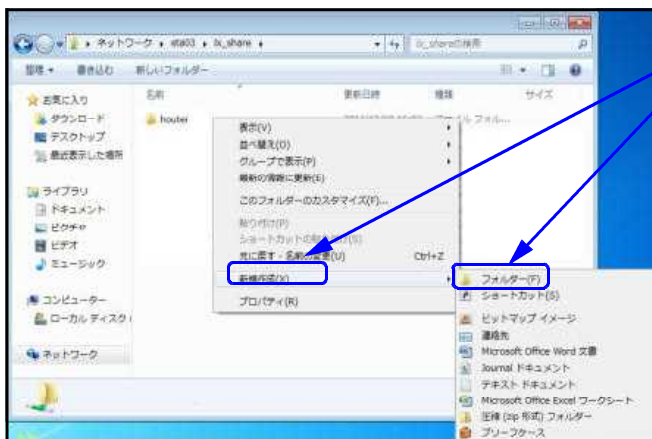 ネットワーク ▸ sta03 ▸ lx_share ▸
lx_shareの検索
整理 ▾ 書き込む 新しいフォルダー
名前 更新日時 種類 サイズ
お気に入り
ダウンロード
デスクトップ
最近表示した場所
ライブラリ
ドキュメント
ピクチャ
ビデオ
ミュージック
コンピューター
ローカル ディスク
ネットワーク
houter
表示(V)
並べ替え(O)
グループで表示(P)
最新の情報に更新(E)
このフォルダーのカスタマイズ(F)...
貼り付け(P)
元に戻す - 名前の変更(U) Ctrl+Z
新規作成(X)
プロパティ(R)
フォルダー(F)
ショートカット(S)
ビットマップ イメージ
連絡先
Microsoft Office Word 文書
Journal ドキュメント
テキスト ドキュメント
Microsoft Office Excel ワークシート
圧縮 (zip 形式) フォルダー
ブリーフケース